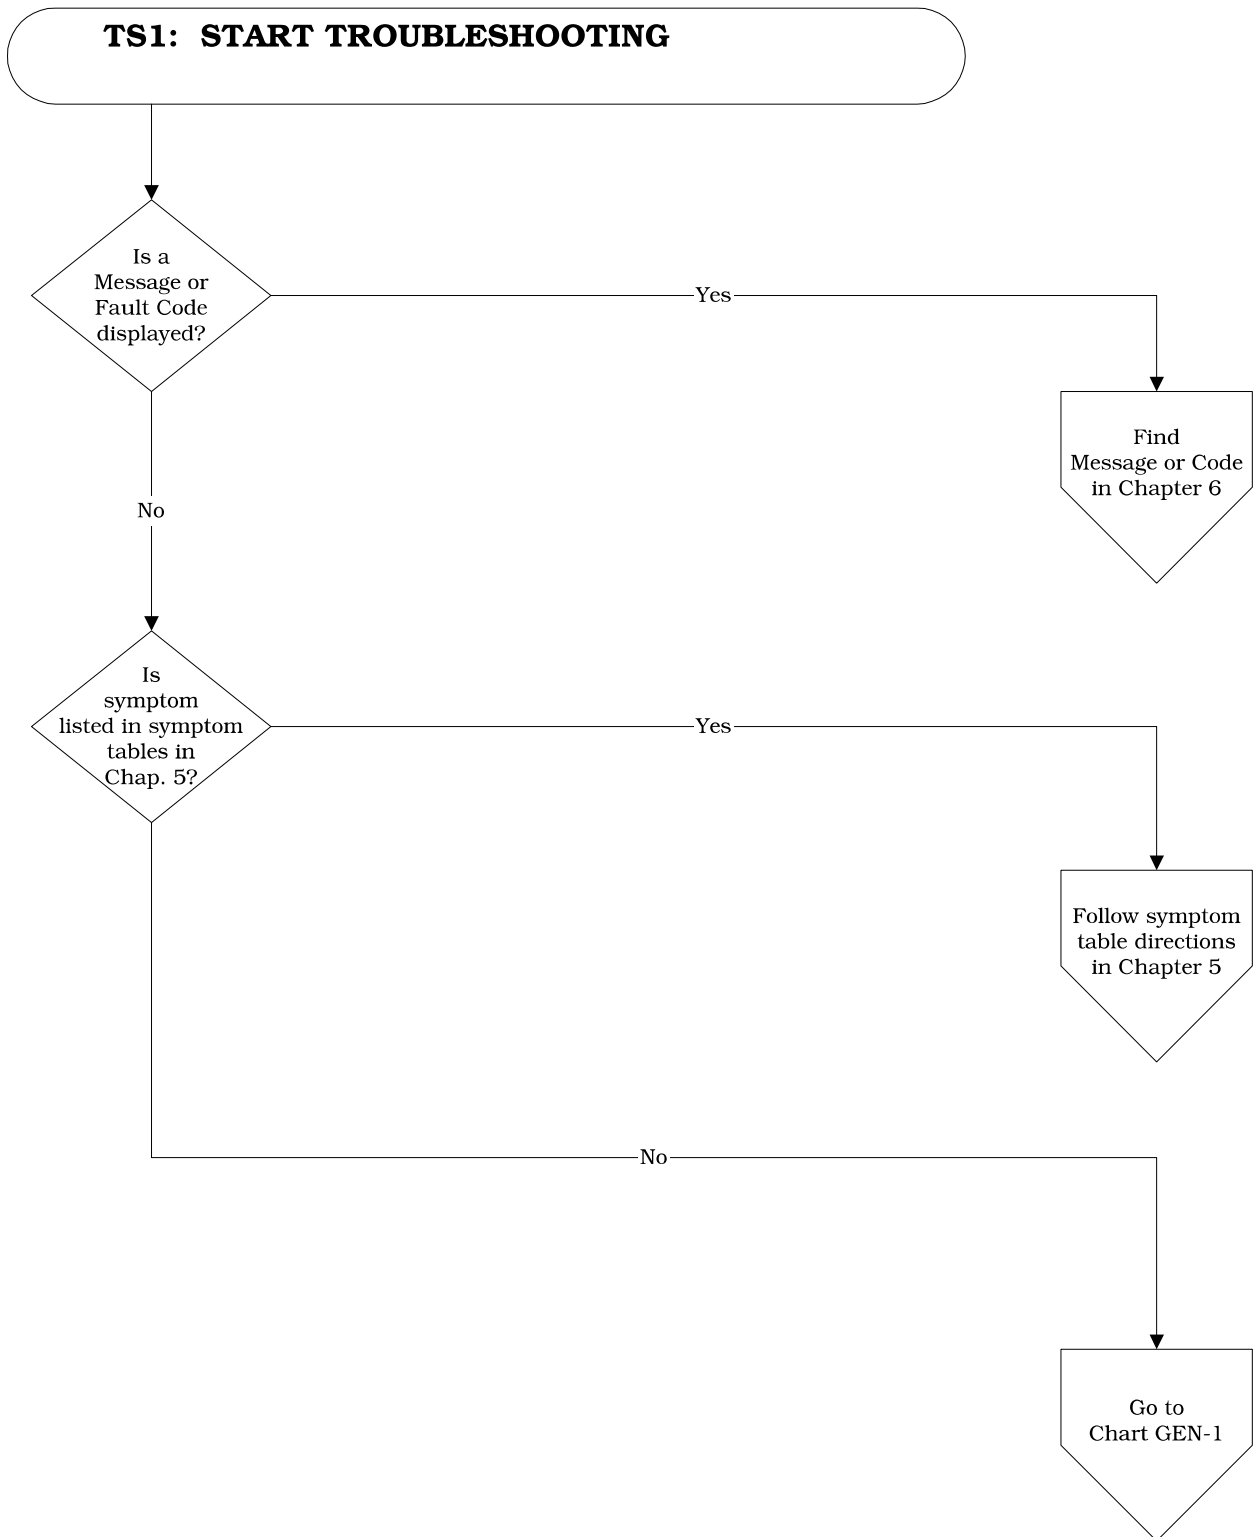 TS1: START TROUBLESHOOTING
Is a
Message or
Fault Code
displayed?
Yes
Find
Message or Code
in Chapter 6
No
Is
symptom
listed in symptom
tables in
Chap. 5?
Yes
Follow symptom
table directions
in Chapter 5
No
Go to
Chart GEN-1